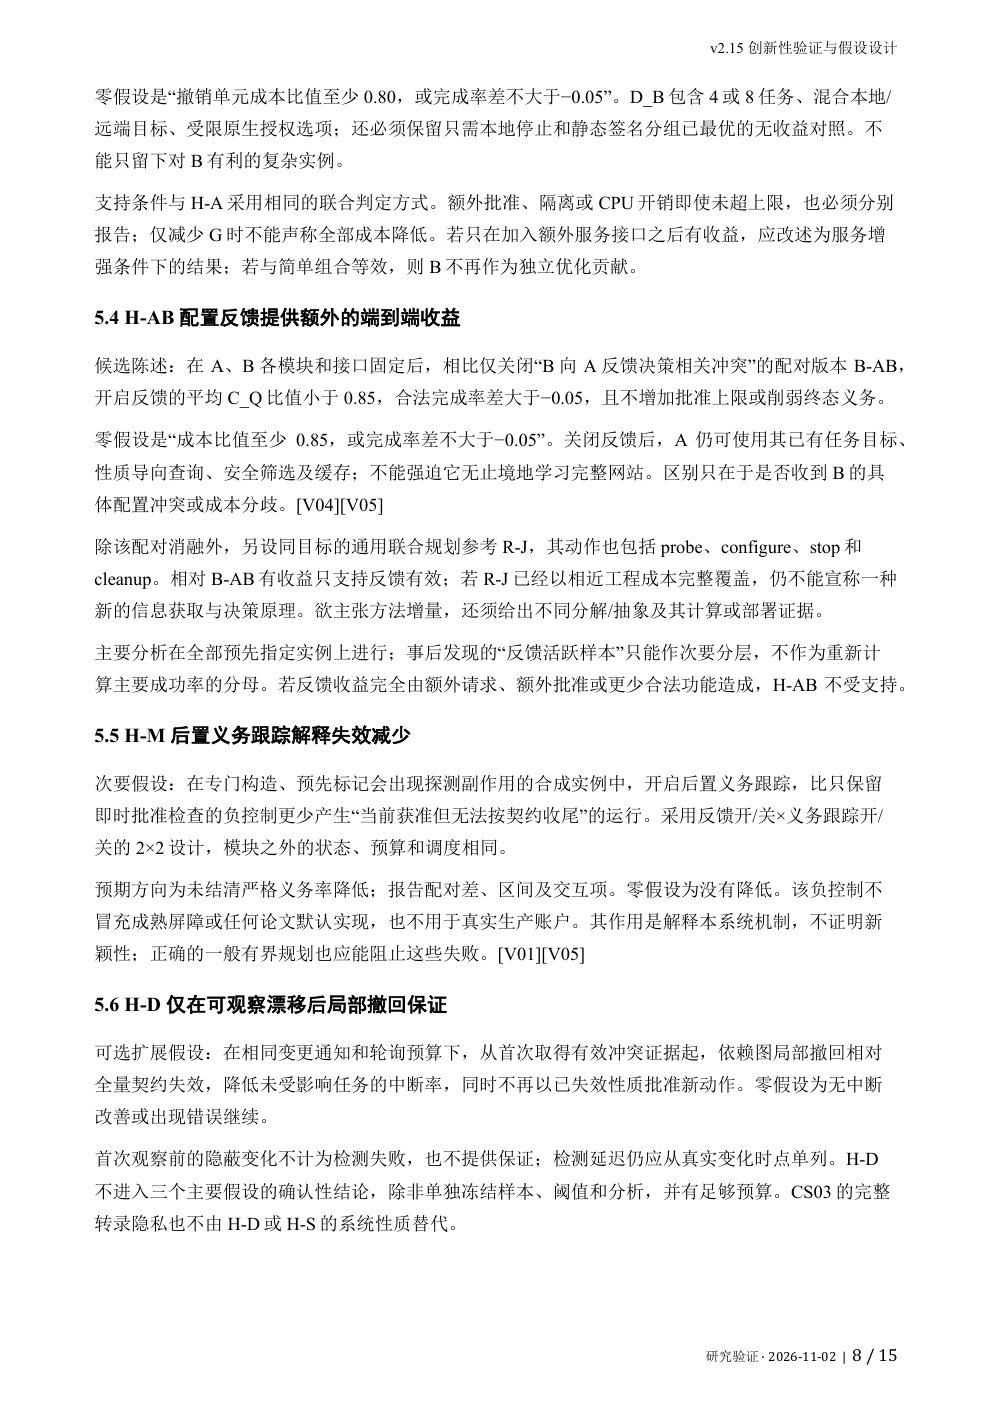 v2.15 创新性验证与假设设计
零假设是“撤销单元成本比值至少 0.80，或完成率差不大于−0.05”。D_B 包含 4 或 8 任务、混合本地/
远端目标、受限原生授权选项；还必须保留只需本地停止和静态签名分组已最优的无收益对照。不
能只留下对 B 有利的复杂实例。
支持条件与 H-A 采用相同的联合判定方式。额外批准、隔离或 CPU 开销即使未超上限，也必须分别
报告；仅减少 G 时不能声称全部成本降低。若只在加入额外服务接口之后有收益，应改述为服务增
强条件下的结果；若与简单组合等效，则 B 不再作为独立优化贡献。
5.4 H-AB 配置反馈提供额外的端到端收益
候选陈述：在 A、B 各模块和接口固定后，相比仅关闭“B 向 A 反馈决策相关冲突”的配对版本 B-AB，
开启反馈的平均 C_Q 比值小于 0.85，合法完成率差大于−0.05，且不增加批准上限或削弱终态义务。
零假设是“成本比值至少 0.85，或完成率差不大于−0.05”。关闭反馈后，A 仍可使用其已有任务目标、
性质导向查询、安全筛选及缓存；不能强迫它无止境地学习完整网站。区别只在于是否收到 B 的具
体配置冲突或成本分歧。[V04][V05]
除该配对消融外，另设同目标的通用联合规划参考 R-J，其动作也包括 probe、configure、stop 和
cleanup。相对 B-AB 有收益只支持反馈有效；若 R-J 已经以相近工程成本完整覆盖，仍不能宣称一种
新的信息获取与决策原理。欲主张方法增量，还须给出不同分解/抽象及其计算或部署证据。
主要分析在全部预先指定实例上进行；事后发现的“反馈活跃样本”只能作次要分层，不作为重新计
算主要成功率的分母。若反馈收益完全由额外请求、额外批准或更少合法功能造成，H-AB 不受支持。
5.5 H-M 后置义务跟踪解释失效减少
次要假设：在专门构造、预先标记会出现探测副作用的合成实例中，开启后置义务跟踪，比只保留
即时批准检查的负控制更少产生“当前获准但无法按契约收尾”的运行。采用反馈开/关×义务跟踪开/
关的 2×2 设计，模块之外的状态、预算和调度相同。
预期方向为未结清严格义务率降低；报告配对差、区间及交互项。零假设为没有降低。该负控制不
冒充成熟屏障或任何论文默认实现，也不用于真实生产账户。其作用是解释本系统机制，不证明新
颖性；正确的一般有界规划也应能阻止这些失败。[V01][V05]
5.6 H-D 仅在可观察漂移后局部撤回保证
可选扩展假设：在相同变更通知和轮询预算下，从首次取得有效冲突证据起，依赖图局部撤回相对
全量契约失效，降低未受影响任务的中断率，同时不再以已失效性质批准新动作。零假设为无中断
改善或出现错误继续。
首次观察前的隐蔽变化不计为检测失败，也不提供保证；检测延迟仍应从真实变化时点单列。H-D
不进入三个主要假设的确认性结论，除非单独冻结样本、阈值和分析，并有足够预算。CS03 的完整
转录隐私也不由 H-D 或 H-S 的系统性质替代。
研究验证 · 2026-11-02 | 8 / 15